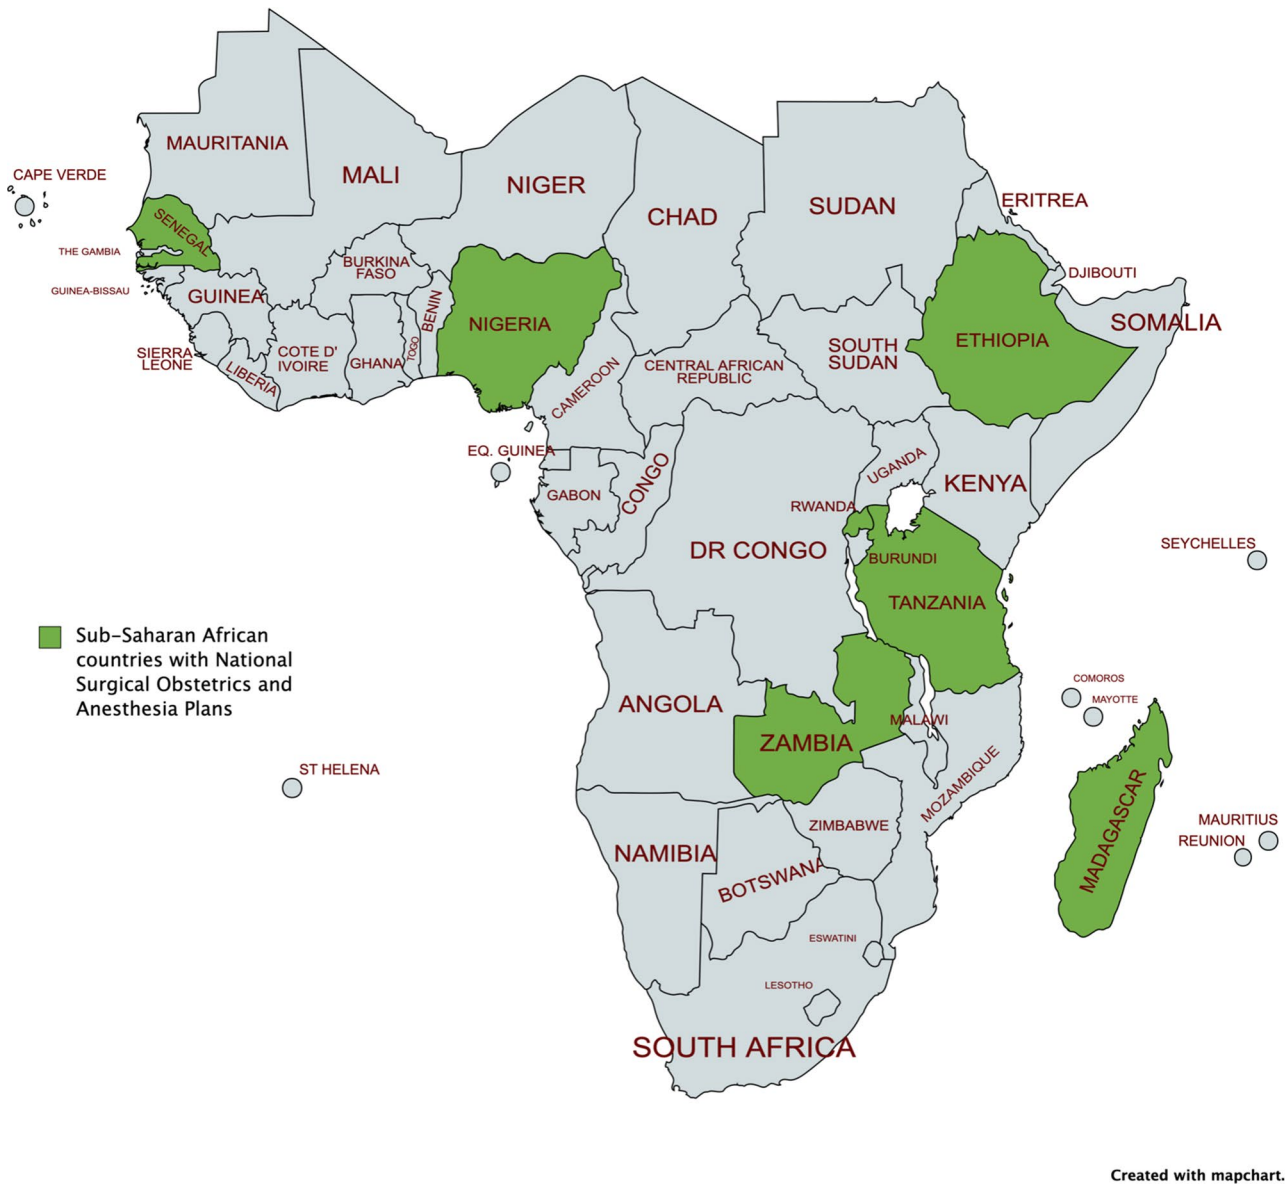 MAURITANIA
MALI
NIGER
CHAD
SUDAN
ERITREA
CAPE VERDE
SENEGAL
THE GAMBIA
GUINEA-BISSAU
GUINEA
BURKINA
FASO
BENIN
NIGERIA
DJIBOUTI
SOMALIA
ETHIOPIA
SOUTH
SUDAN
SIERRA
LEONE
LIBERIA
COTE D'
IVOIRE
GHANA
TOGO
CAMEROON
CENTRAL AFRICAN
REPUBLIC
EQ. GUINEA
GABON
CONGO
UGANDA
KENYA
RWANDA
DR CONGO
BURUNDI
TANZANIA
SEYCHELLES
Sub-Saharan African
countries with National
Surgical Obstetrics and
Anesthesia Plans
ANGOLA
ZAMBIA
MALAWI
COMOROS
MAYOTTE
ST HELENA
MOZAMBIQUE
MADAGASCAR
MAURITIUS
REUNION
ZIMBABWE
NAMIBIA
BOTSWANA
ESWATINI
LESOTHO
SOUTH AFRICA
Created with mapchart.